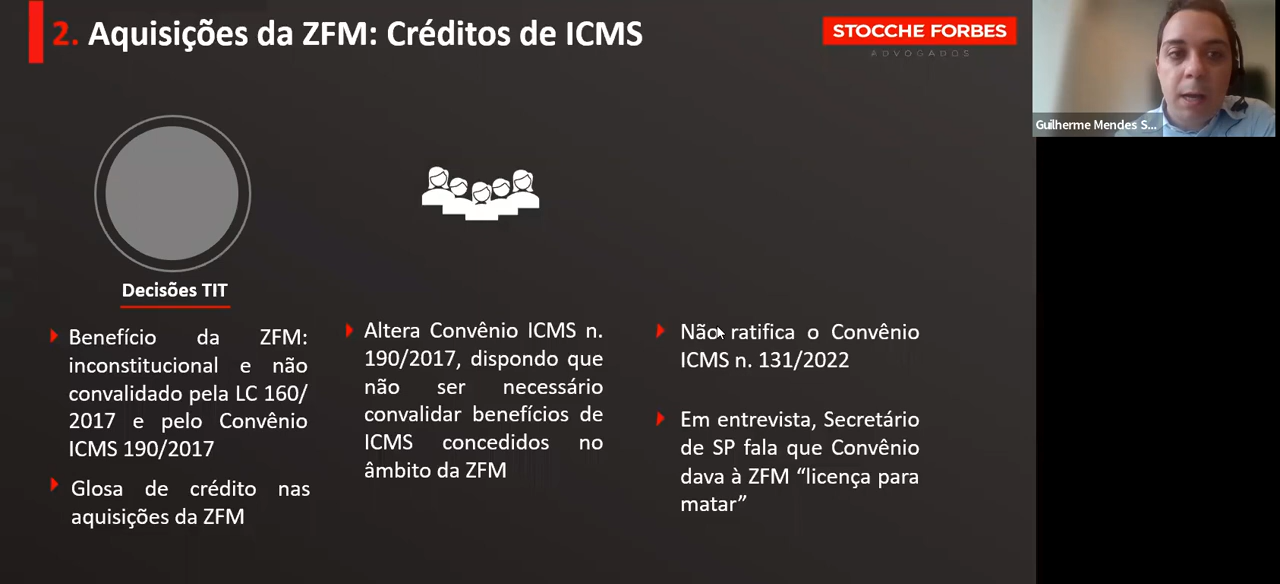 2. Aquisições da ZFM: Créditos de ICMS
STOCCHE FORBES
ADVOGADOS
Guilherme Mendes S...
Decisões TIT
Benefício da ZFM:
inconstitucional e não
convalidado pela LC 160/
2017 e pelo Convênio
ICMS 190/2017
Glosa de crédito nas
aquisições da ZFM
Altera Convênio ICMS n.
190/2017, dispondo que
não ser necessário
convalidar benefícios de
ICMS concedidos no
âmbito da ZFM
Não ratifica o Convênio
ICMS n. 131/2022
Em entrevista, Secretário
de SP fala que Convênio
dava à ZFM “licença para
matar”